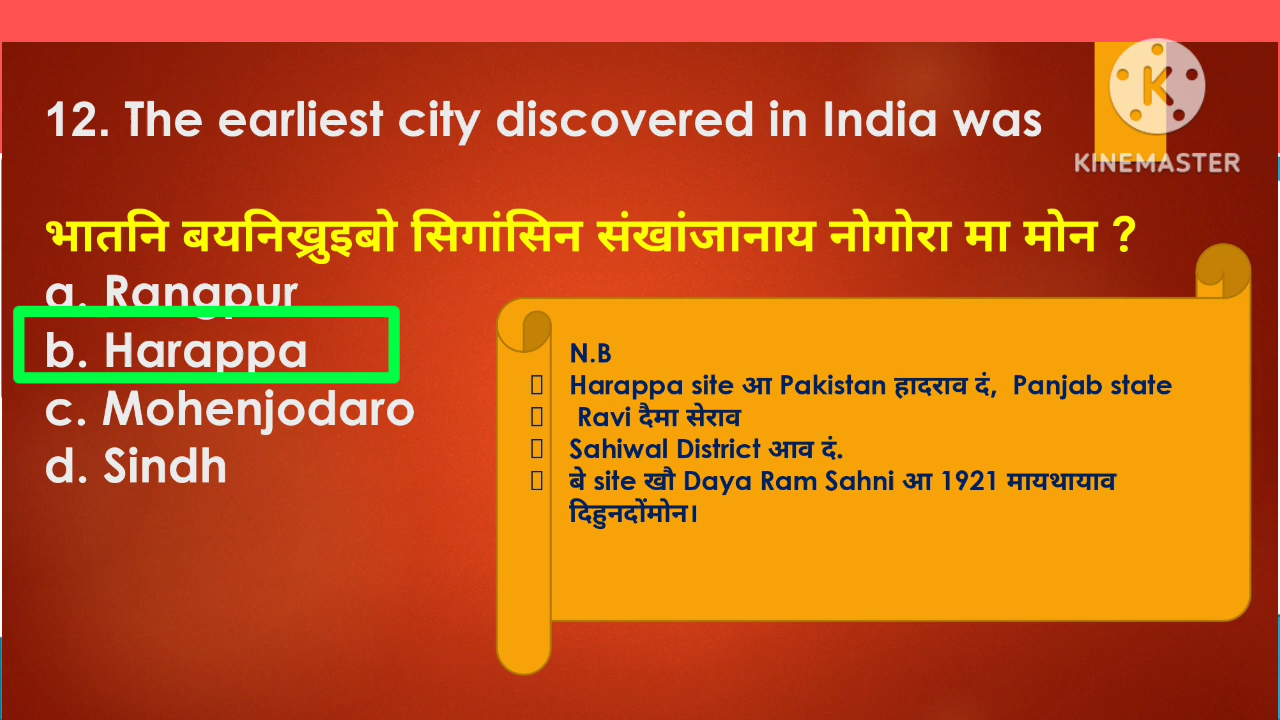 12. The earliest city discovered in India was
KINEMASTER
भातनि बयनिख्रुइबो सिगांसिन संखांजानाय नोगोरा मा मोन ?
a. Rangpur
b. Harappa
c. Mohenjodaro
d. Sindh
N.B
Harappa site आ Pakistan हादराव दं, Panjab state
Ravi दैमा सेराव
Sahiwal District आव दं.
बे site खौ Daya Ram Sahni आ 1921 मायथायाव
दिहुनदोंमोन।